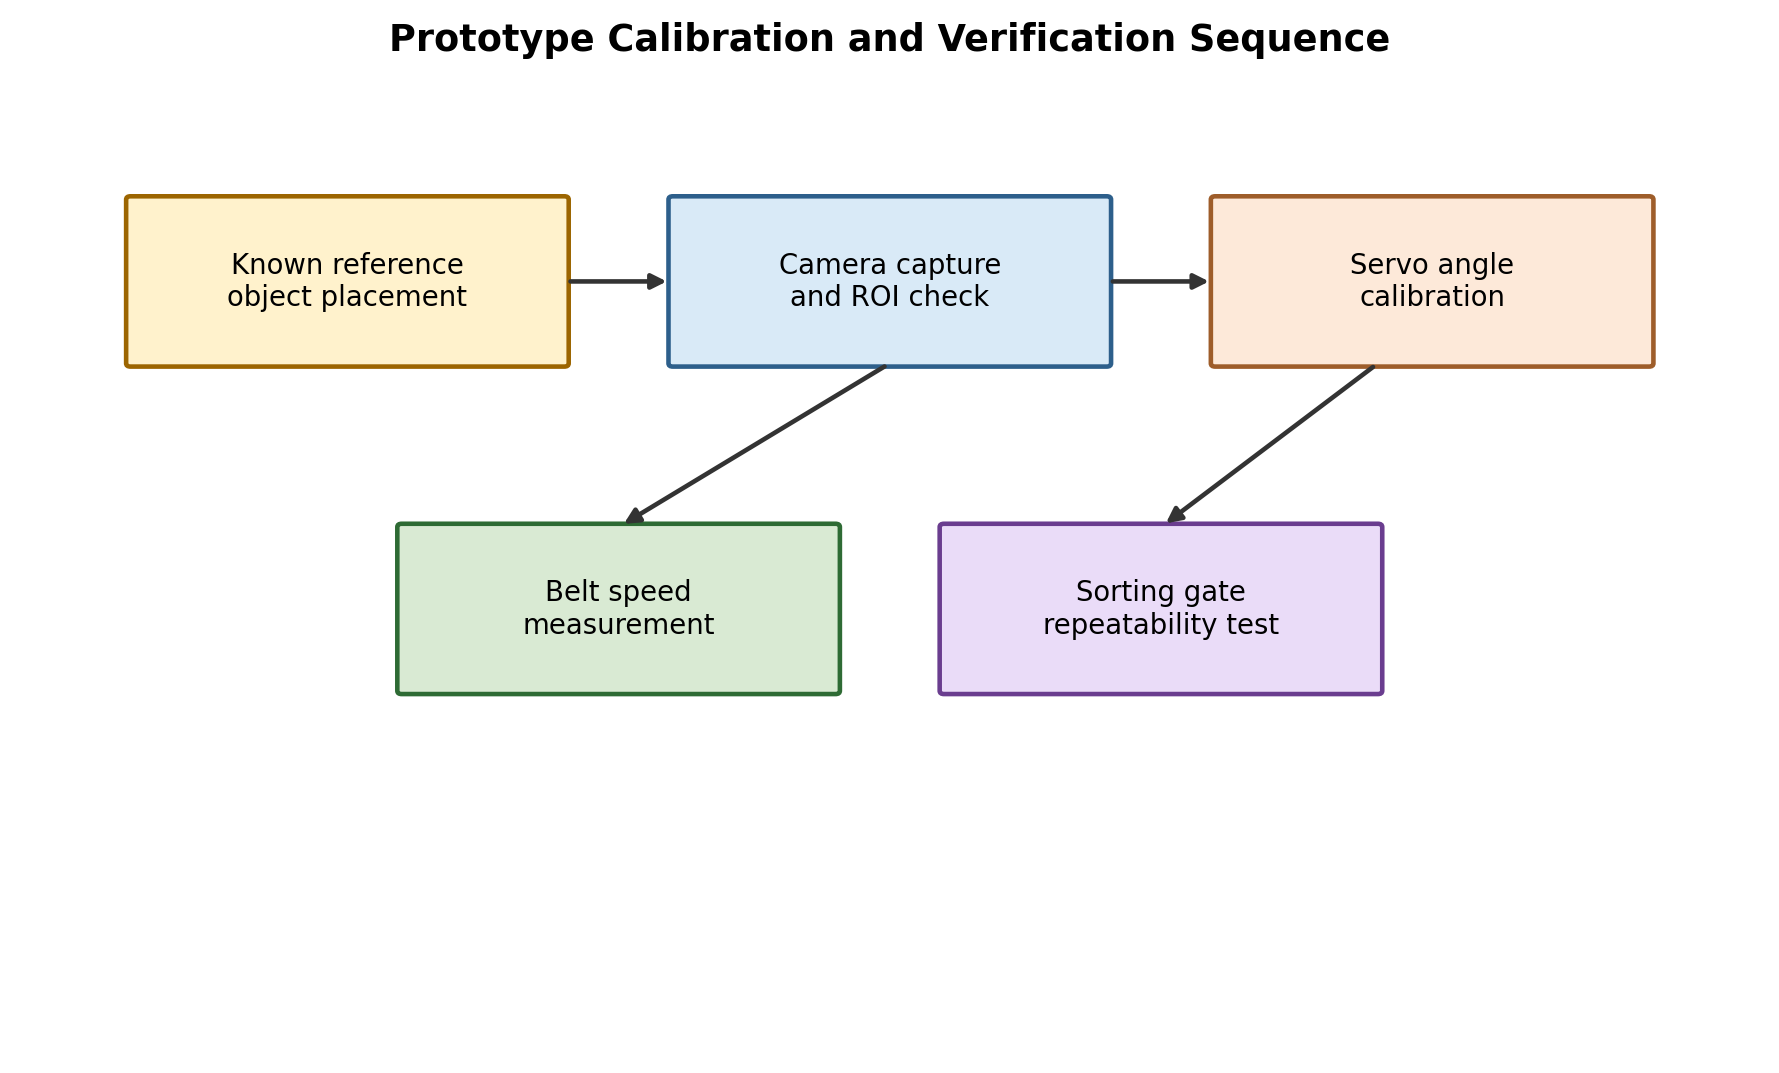 Prototype Calibration and Verification Sequence
Known reference
object placement
Camera capture
and ROI check
Servo angle
calibration
Belt speed
measurement
Sorting gate
repeatability test